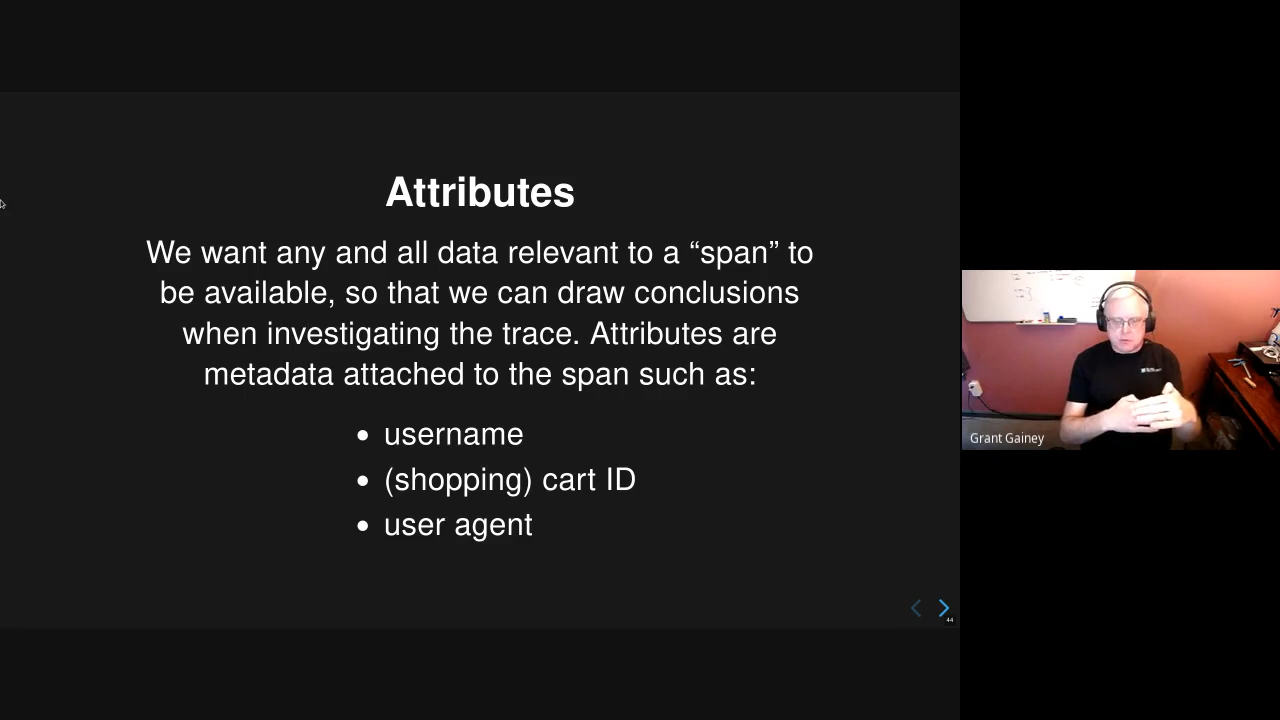 Attributes
We want any and all data relevant to a “span” to
be available, so that we can draw conclusions
when investigating the trace. Attributes are
metadata attached to the span such as:
• username
• (shopping) cart ID
• user agent
44
Grant Gainey